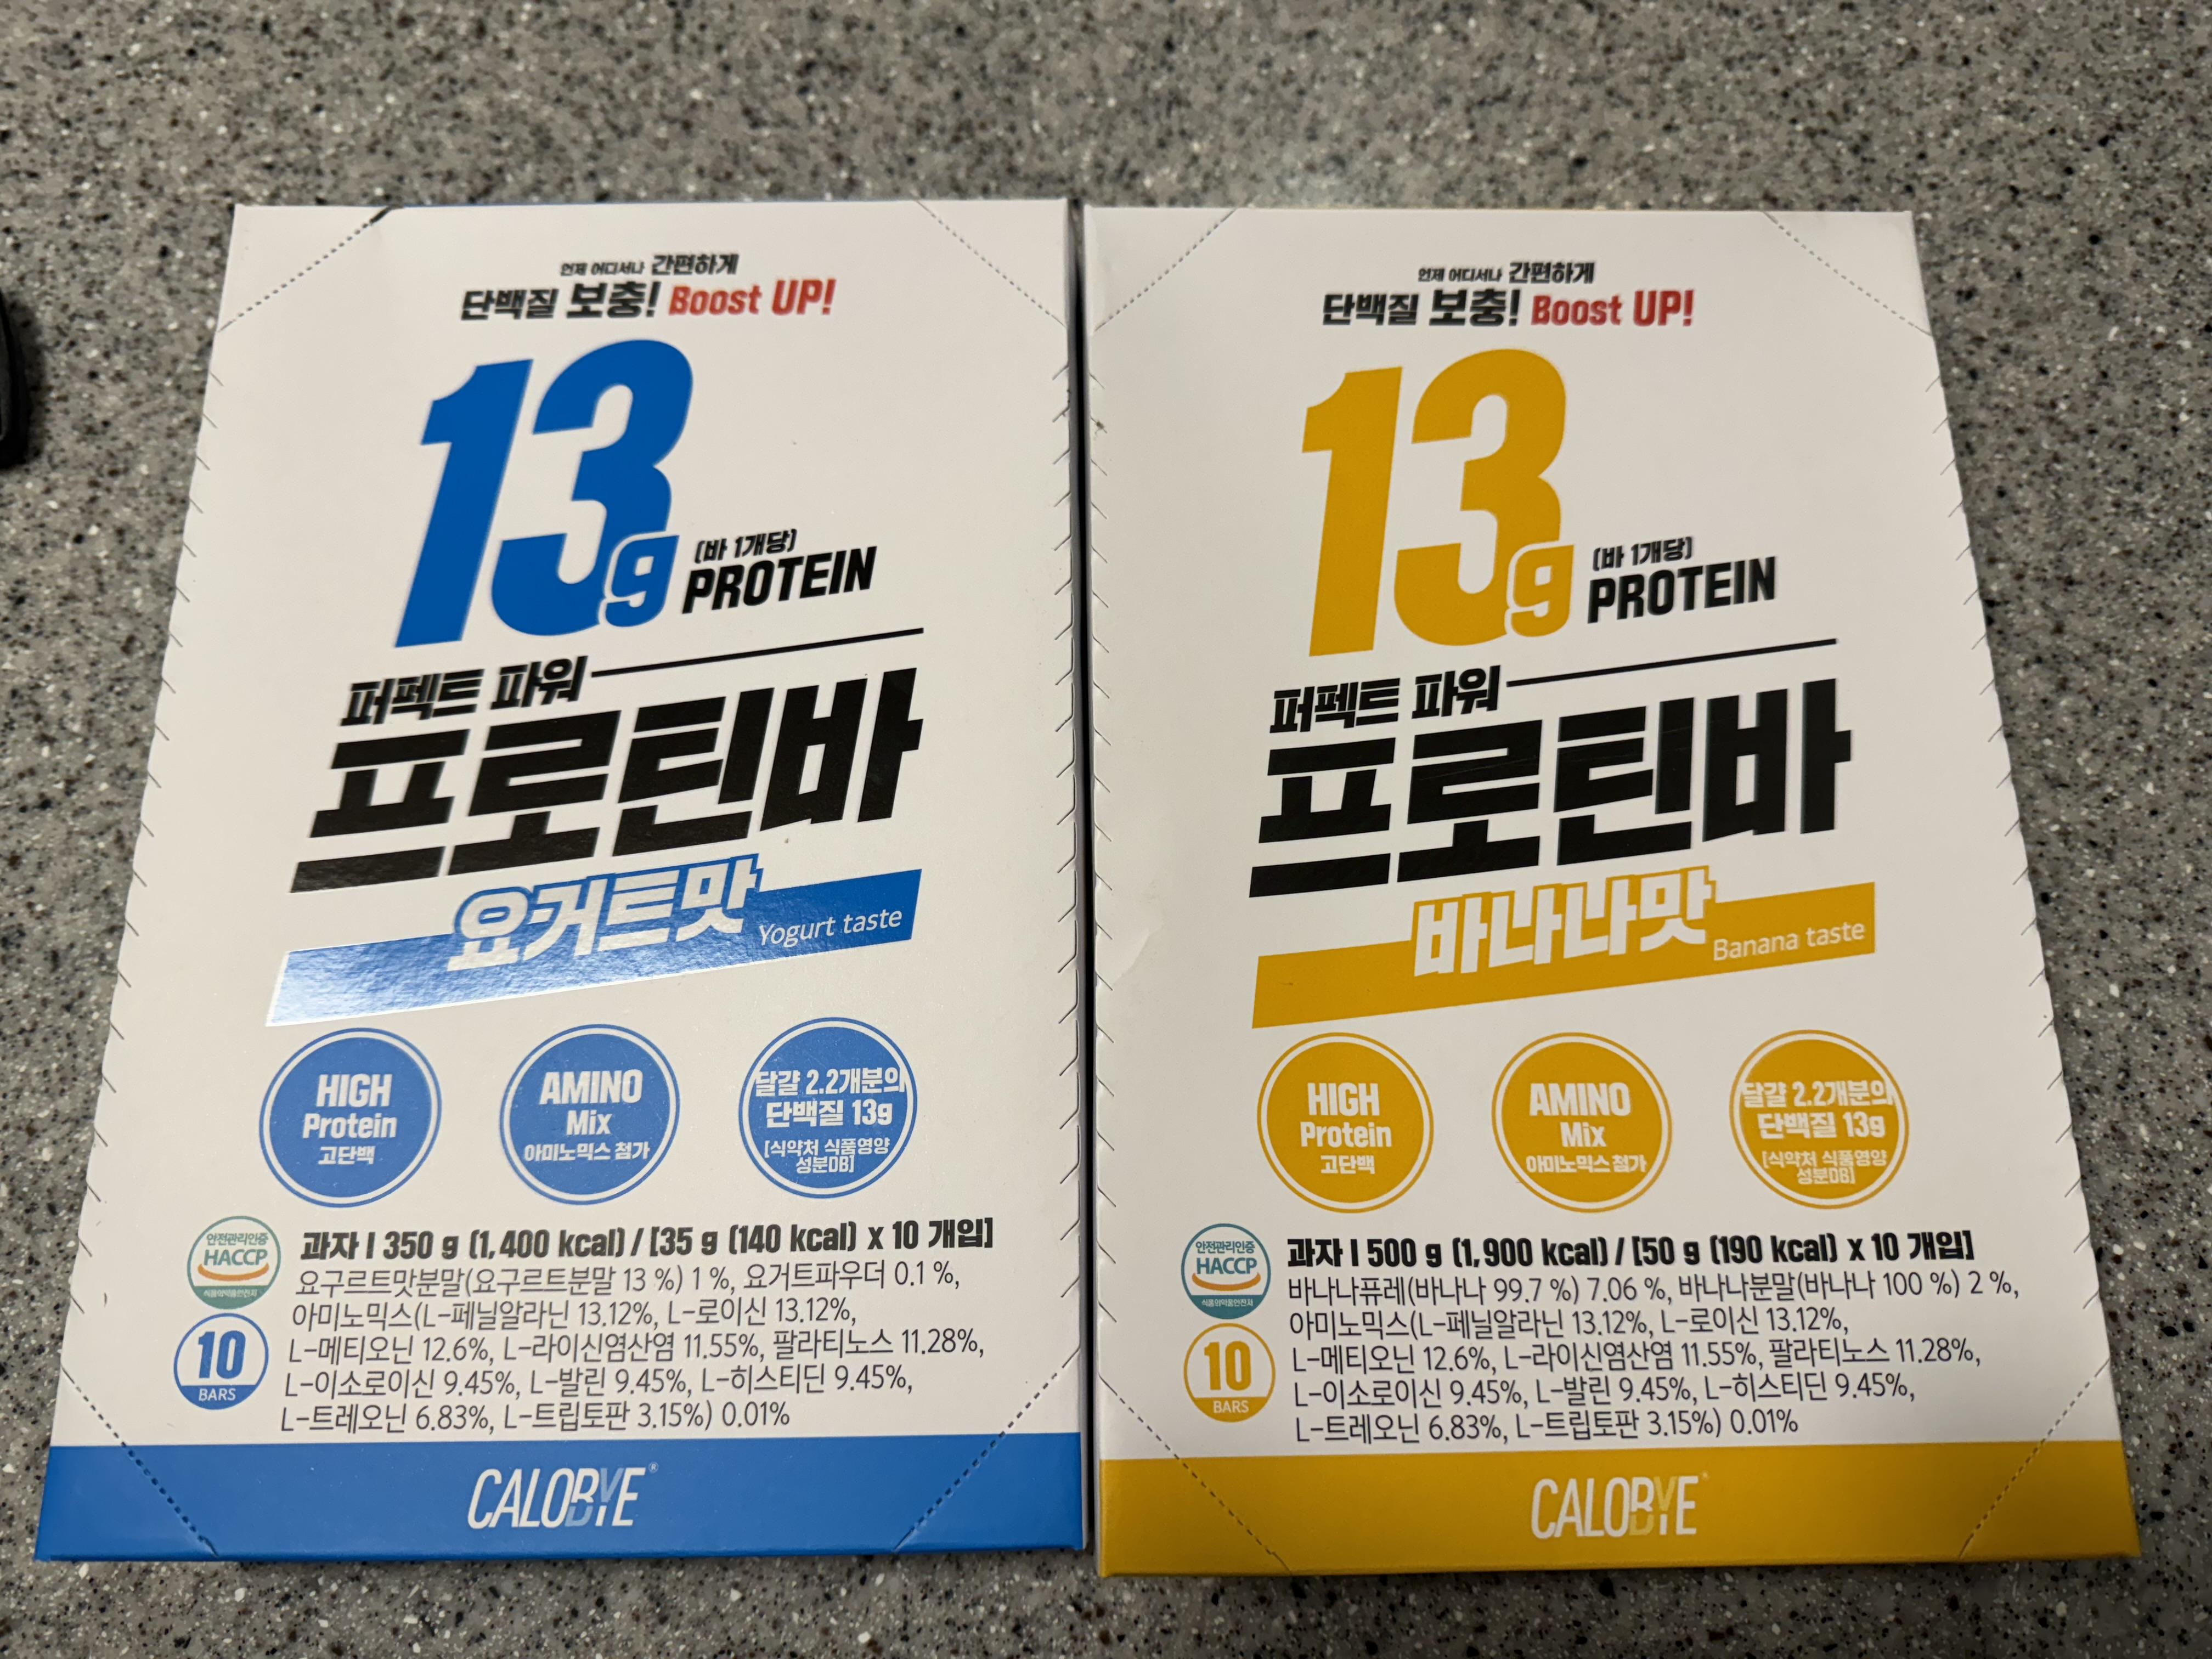 언제 어디서나 간편하게
단백질 보충! Boost UP!
13g (바 1개당)
PROTEIN
퍼펙트 파워
프로틴바
요거트맛 Yogurt taste
HIGH
Protein
고단백
AMINO
Mix
아미노믹스 첨가
달걀 2.2개분의
단백질 13g
[식약처 식품영양
성분DB]
안전관리인증
HACCP
식품의약품안전처
10
BARS
과자 I 350 g (1,400 kcal) / [35 g (140 kcal) x 10 개입]
요구르트맛분말(요구르트분말 13 %) 1 %, 요거트파우더 0.1 %,
아미노믹스(L-페닐알라닌 13.12%, L-로이신 13.12%,
L-메티오닌 12.6%, L-라이신염산염 11.55%, 팔라티노스 11.28%,
L-이소로이신 9.45%, L-발린 9.45%, L-히스티딘 9.45%,
L-트레오닌 6.83%, L-트립토판 3.15%) 0.01%
CALOBYE®
언제 어디서나 간편하게
단백질 보충! Boost UP!
13g (바 1개당)
PROTEIN
퍼펙트 파워
프로틴바
바나나맛 Banana taste
HIGH
Protein
고단백
AMINO
Mix
아미노믹스 첨가
달걀 2.2개분의
단백질 13g
[식약처 식품영양
성분DB]
안전관리인증
HACCP
식품의약품안전처
10
BARS
과자 I 500 g (1,900 kcal) / [50 g (190 kcal) x 10 개입]
바나나퓨레(바나나 99.7 %) 7.06 %, 바나나분말(바나나 100 %) 2 %,
아미노믹스(L-페닐알라닌 13.12%, L-로이신 13.12%,
L-메티오닌 12.6%, L-라이신염산염 11.55%, 팔라티노스 11.28%,
L-이소로이신 9.45%, L-발린 9.45%, L-히스티딘 9.45%,
L-트레오닌 6.83%, L-트립토판 3.15%) 0.01%
CALOBYE®